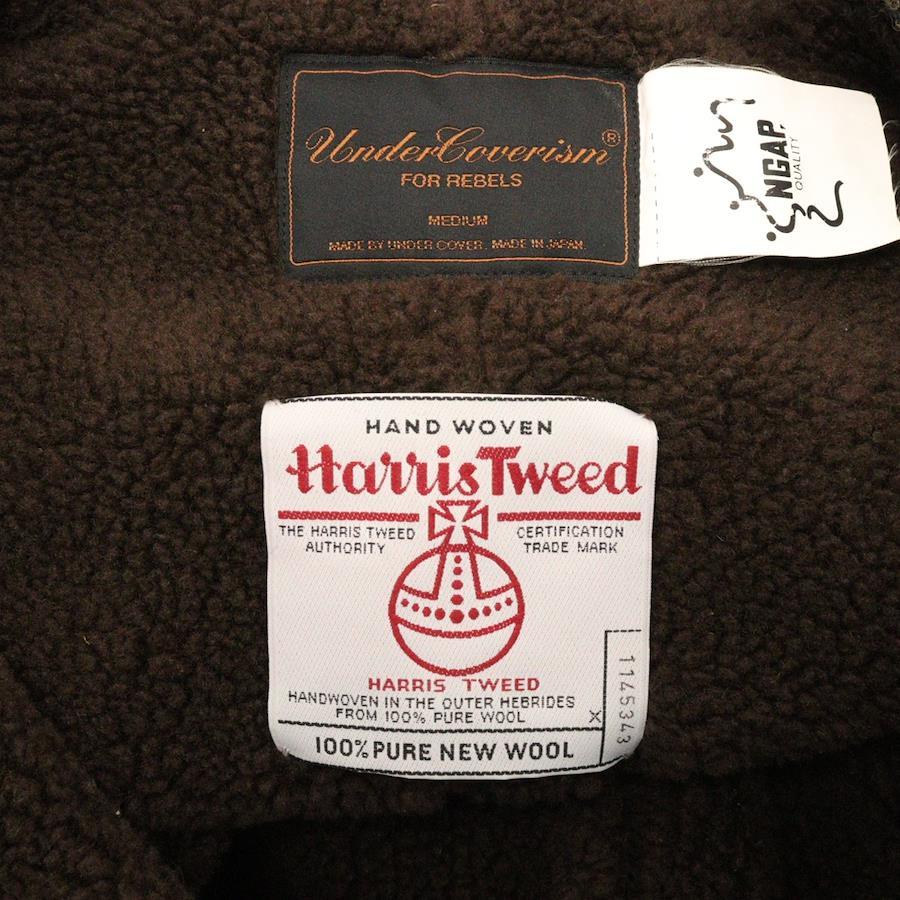 UnderCoverism®
FOR REBELS
MEDIUM
MADE BY UNDER COVER. MADE IN JAPAN.
NGAP.
QUALITY
HAND WOVEN
Harris Tweed
THE HARRIS TWEED
AUTHORITY
CERTIFICATION
TRADE MARK
HARRIS TWEED
HANDWOVEN IN THE OUTER HEBRIDES
FROM 100% PURE WOOL
X
1145343
100% PURE NEW WOOL